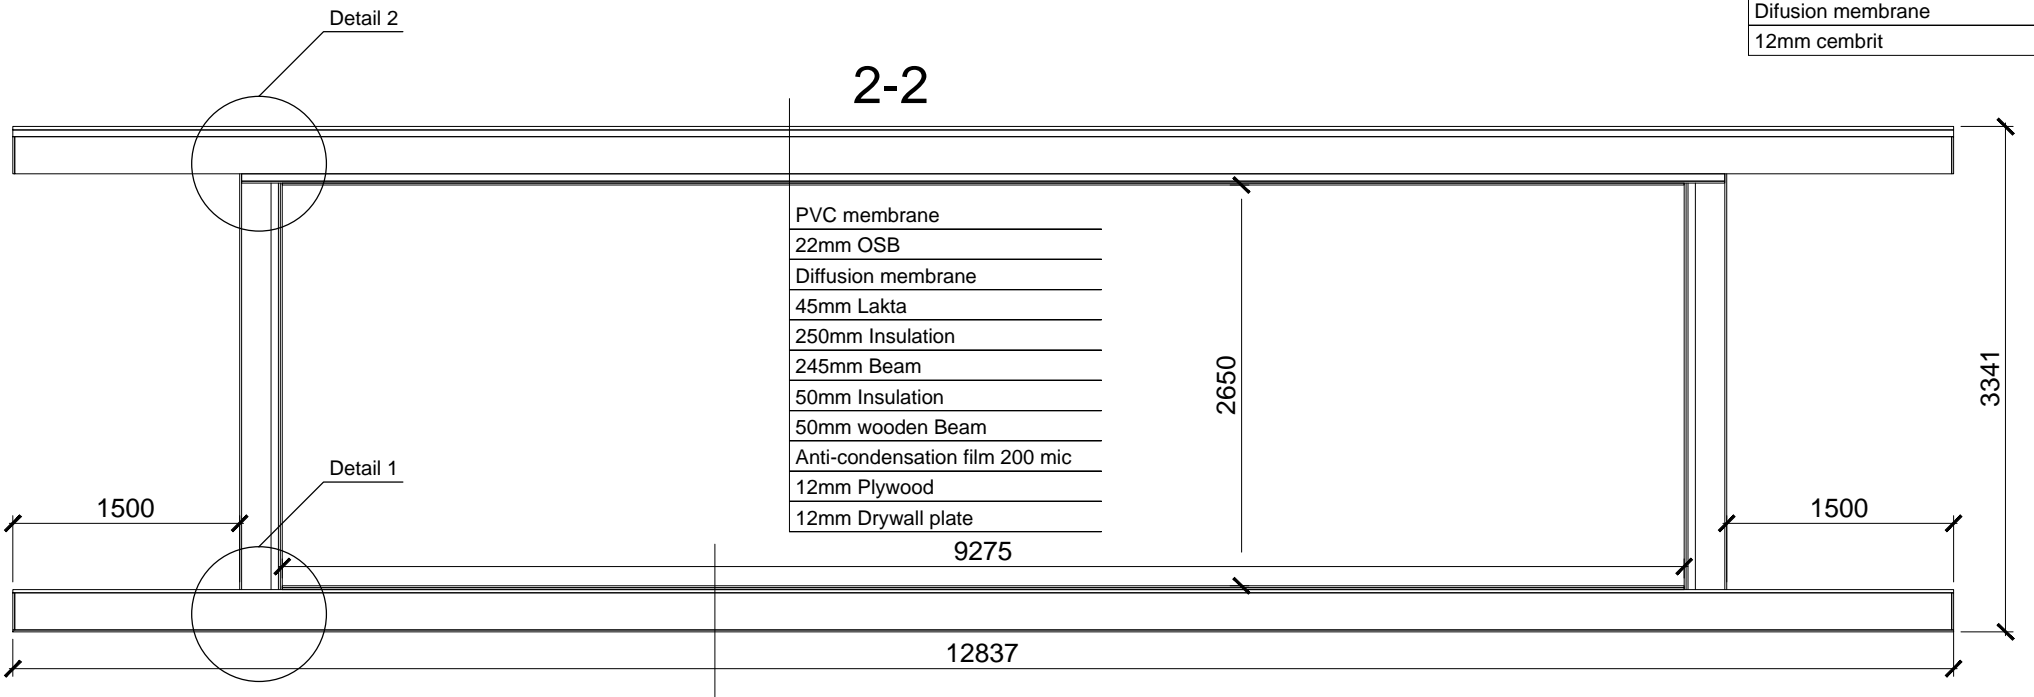 Detail 2
Difusion membrane
12mm cembrit
2-2
PVC membrane
22mm OSB
Diffusion membrane
45mm Lakta
250mm Insulation
245mm Beam
50mm Insulation
50mm wooden Beam
Anti-condensation film 200 mic
12mm Plywood
12mm Drywall plate
2650
3341
Detail 1
1500
1500
9275
12837